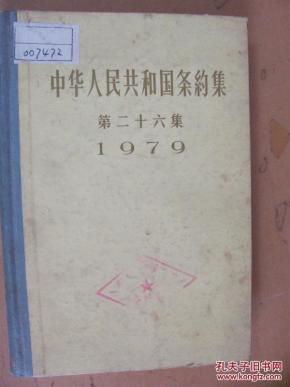 007472
中华人民共和国条約集
第二十六集
1979
孔夫子旧书网